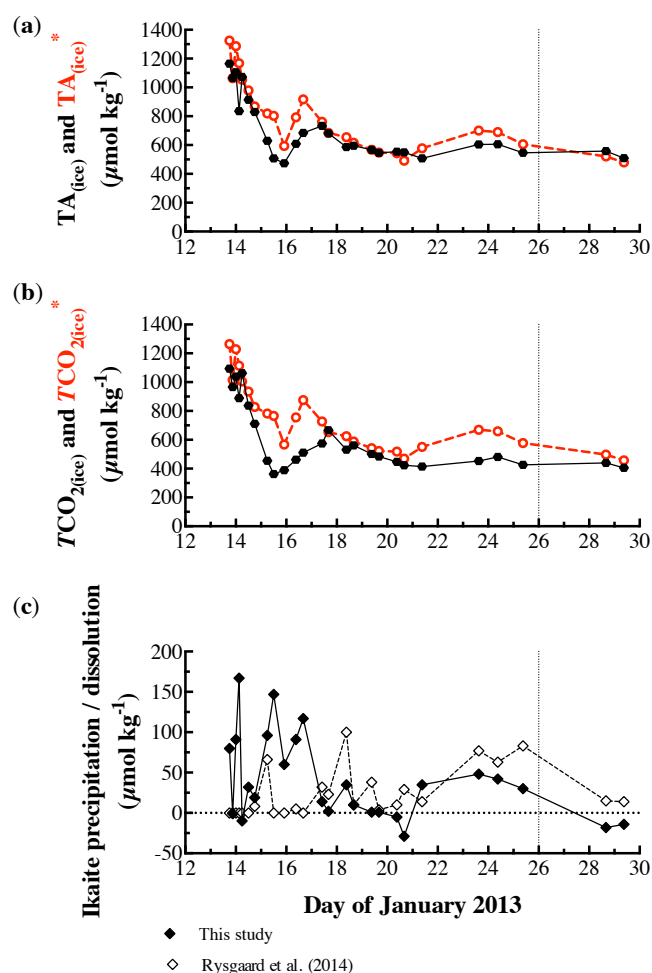 (a)
TA(ice) and TA(ice)*
(µmol kg-1)
1400
1200
1000
800
600
400
200
0
12 14 16 18 20 22 24 26 28 30
(b)
TCO2(ice) and TCO2(ice)*
(µmol kg-1)
1400
1200
1000
800
600
400
200
0
12 14 16 18 20 22 24 26 28 30
(c)
Ikaite precipitation / dissolution
(µmol kg-1)
200
150
100
50
0
-50
12 14 16 18 20 22 24 26 28 30
Day of January 2013
This study
Rysgaard et al. (2014)